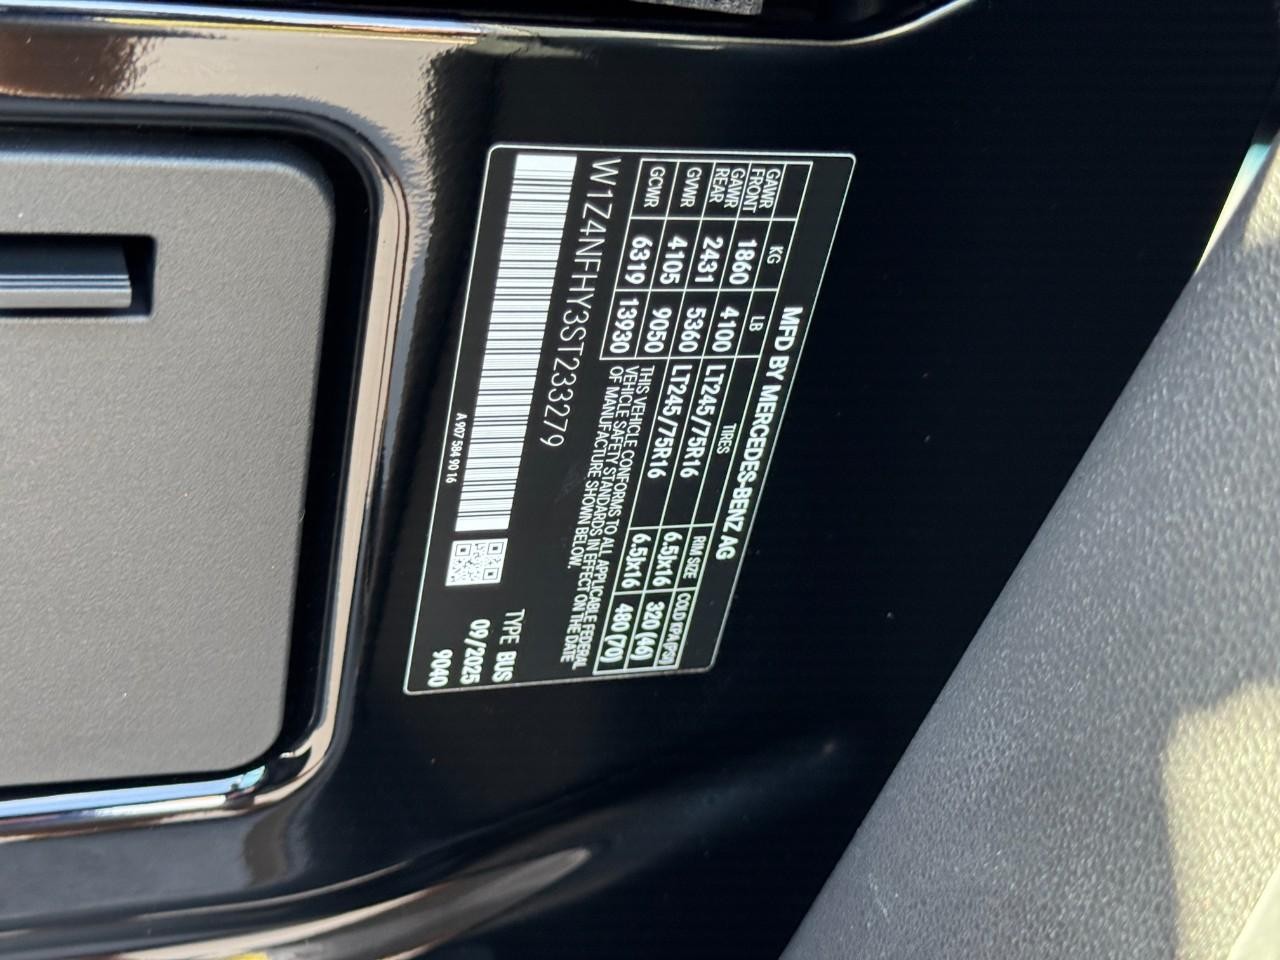 MFD BY MERCEDES-BENZ AG
KG LB TIRES RIM SIZE COLD KPA(PSI)
GAWR FRONT 1860 4100 LT245/75R16 6.5Jx16 320 (46)
GAWR REAR 2431 5360 LT245/75R16 6.5Jx16 480 (70)
GVWR 4105 9050
GCWR 6319 13930
THIS VEHICLE CONFORMS TO ALL APPLICABLE FEDERAL
VEHICLE SAFETY STANDARDS IN EFFECT ON THE DATE
OF MANUFACTURE SHOWN BELOW.
W1Z4NFHY3ST233279
TYPE BUS
09/2025
9040
A 907 584 90 16